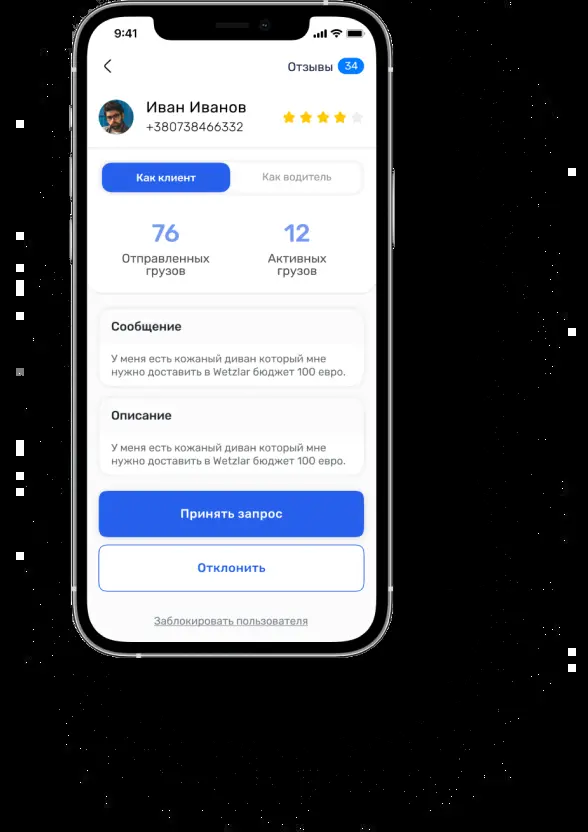 9:41
Отзывы 34
Иван Иванов
+380738466332
Как клиент Как водитель
76 12
Отправленных Активных
грузов грузов
Сообщение
У меня есть кожаный диван который мне
нужно доставить в Wetzlar бюджет 100 евро.
Описание
У меня есть кожаный диван который мне
нужно доставить в Wetzlar бюджет 100 евро.
Принять запрос
Отклонить
Заблокировать пользователя